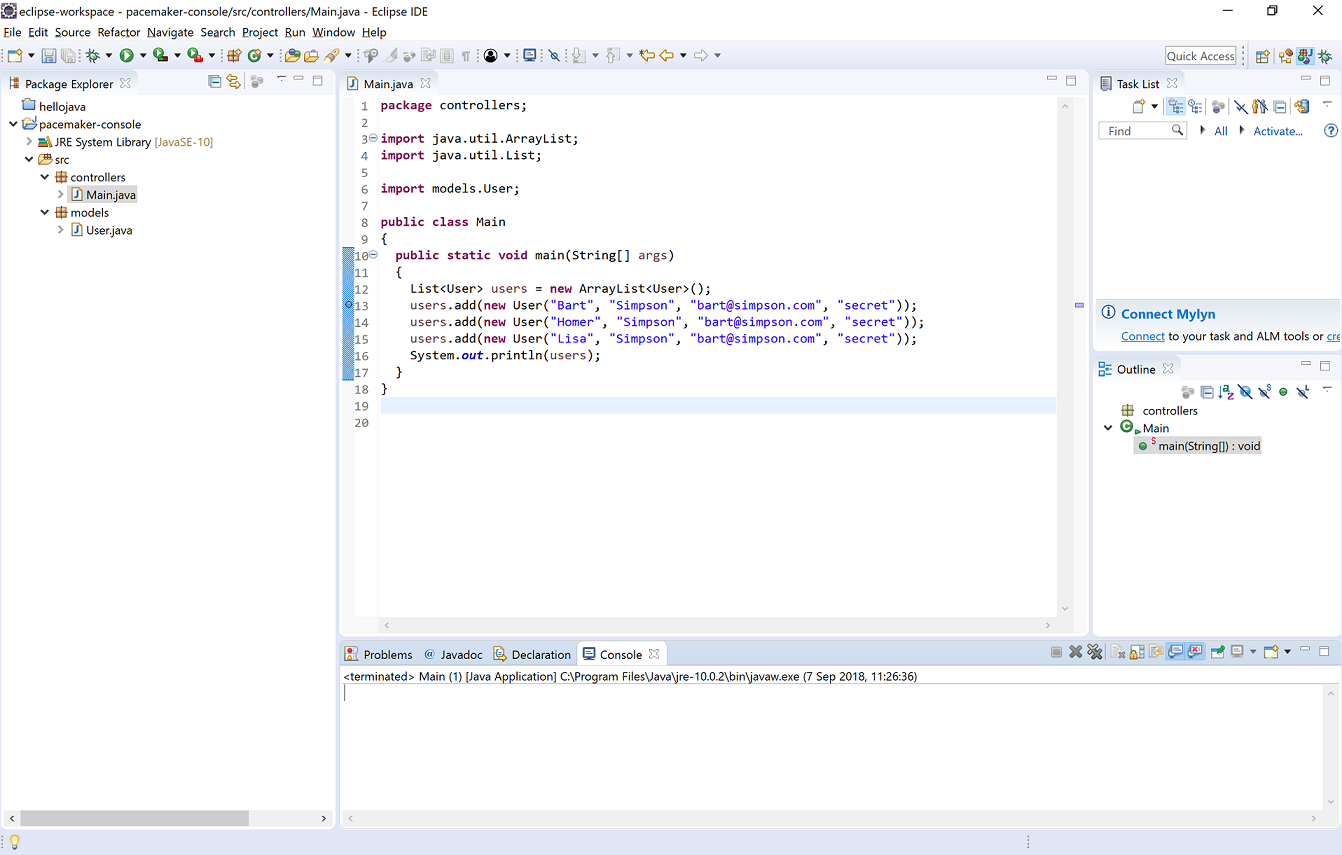 eclipse-workspace - pacemaker-console/src/controllers/Main.java - Eclipse IDE
File Edit Source Refactor Navigate Search Project Run Window Help
Quick Access
Package Explorer
hellojava
pacemaker-console
JRE System Library [JavaSE-10]
src
controllers
Main.java
models
User.java
Main.java
1 package controllers;
2
3 import java.util.ArrayList;
4 import java.util.List;
5
6 import models.User;
7
8 public class Main
9 {
10 public static void main(String[] args)
11 {
12 List<User> users = new ArrayList<User>();
13 users.add(new User("Bart", "Simpson", "bart@simpson.com", "secret"));
14 users.add(new User("Homer", "Simpson", "bart@simpson.com", "secret"));
15 users.add(new User("Lisa", "Simpson", "bart@simpson.com", "secret"));
16 System.out.println(users);
17 }
18 }
19
20
Task List
Find All Activate...
Connect Mylyn
Connect to your task and ALM tools or cre
Outline
controllers
Main
main(String[]) : void
Problems @ Javadoc Declaration Console
<terminated> Main (1) [Java Application] C:\Program Files\Java\jre-10.0.2\bin\javaw.exe (7 Sep 2018, 11:26:36)